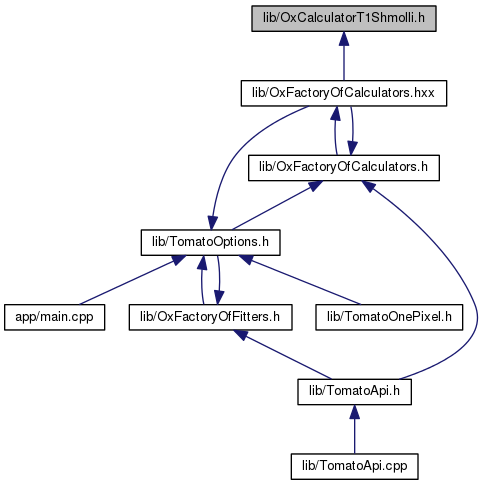 lib/OxCalculatorT1Shmolli.h
lib/OxFactoryOfCalculators.hxx
lib/OxFactoryOfCalculators.h
lib/TomatoOptions.h
app/main.cpp
lib/OxFactoryOfFitters.h
lib/TomatoOnePixel.h
lib/TomatoApi.h
lib/TomatoApi.cpp